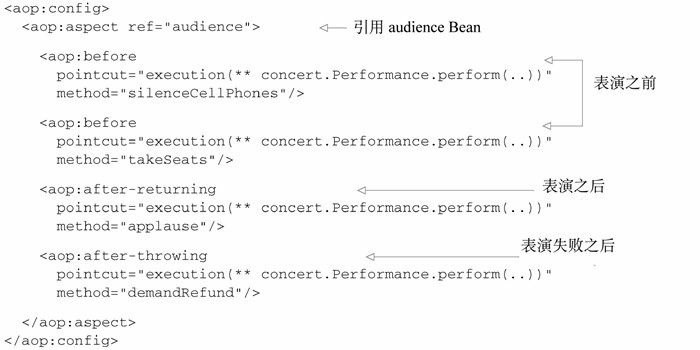 <aop:config>
<aop:aspect ref="audience"> 引用 audience Bean
<aop:before
pointcut="execution(** concert.Performance.perform(..))"
method="silenceCellPhones"/>
表演之前
<aop:before
pointcut="execution(** concert.Performance.perform(..))"
method="takeSeats"/>
<aop:after-returning 表演之后
pointcut="execution(** concert.Performance.perform(..))"
method="applause"/>
<aop:after-throwing 表演失败之后
pointcut="execution(** concert.Performance.perform(..))"
method="demandRefund"/>
</aop:aspect>
</aop:config>